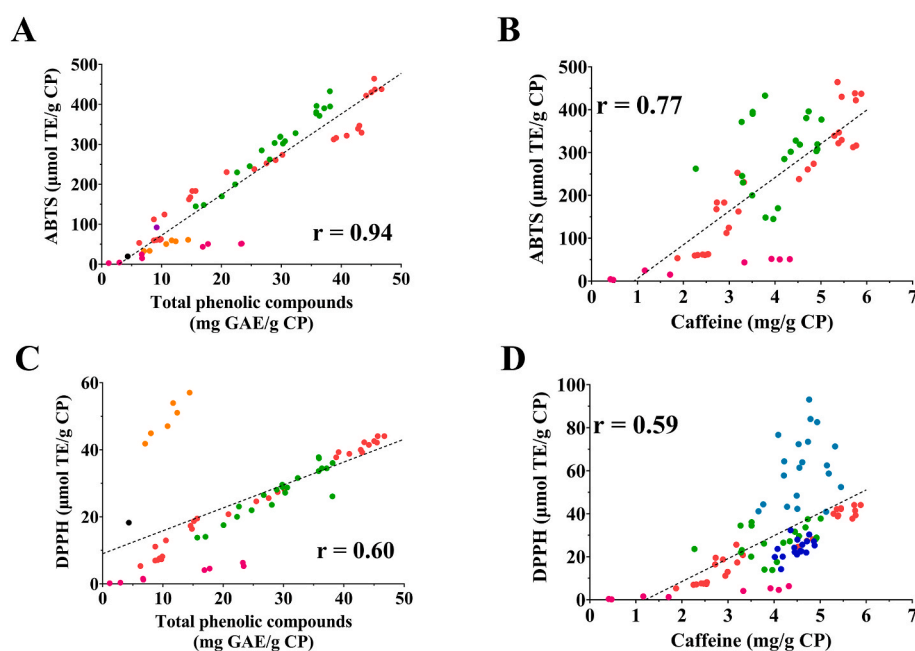 A
ABTS (µmol TE/g CP)
500
400
300
200
100
0
r = 0.94
0 10 20 30 40 50
Total phenolic compounds
(mg GAE/g CP)
B
ABTS (µmol TE/g CP)
500
400
300
200
100
0
r = 0.77
0 1 2 3 4 5 6
Caffeine (mg/g CP)
C
DPPH (µmol TE/g CP)
60
40
20
0
r = 0.60
0 10 20 30 40 50
Total phenolic compounds
(mg GAE/g CP)
D
DPPH (µmol TE/g CP)
100
80
60
40
20
0
r = 0.59
0 1 2 3 4 5 6 7
Caffeine (mg/g CP)